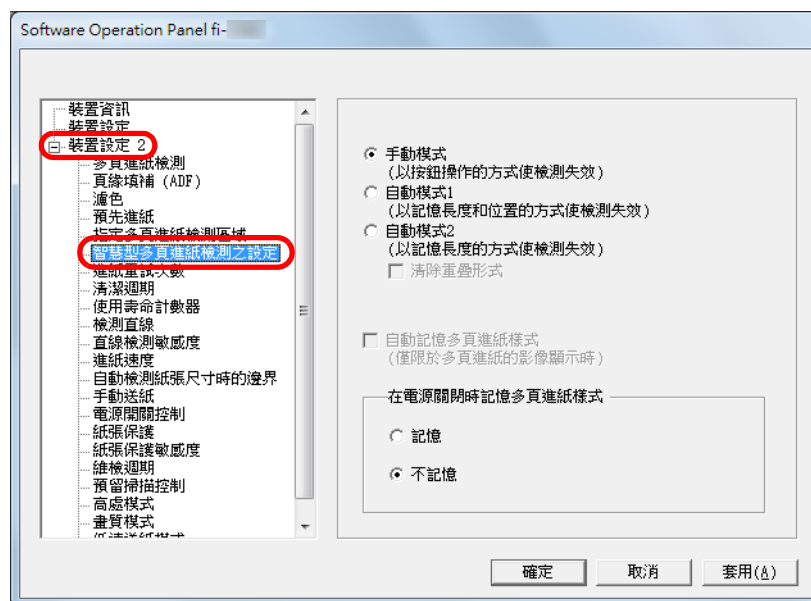 Software Operation Panel fi-
裝置資訊
裝置設定
裝置設定 2
多頁進紙檢測
頁緣填補 (ADF)
濾色
預先進紙
指定多頁進紙檢測區域
智慧型多頁進紙檢測之設定
進紙重試次數
清潔週期
使用壽命計數器
檢測直線
直線檢測敏感度
進紙速度
自動檢測紙張尺寸時的邊界
手動送紙
電源開關控制
紙張保護
紙張保護敏感度
維檢週期
預留掃描控制
高處模式
畫質模式
低速送紙模式
手動模式
(以按鈕操作的方式使檢測失效)
自動模式1
(以記憶長度和位置的方式使檢測失效)
自動模式2
(以記憶長度的方式使檢測失效)
清除重疊形式
自動記憶多頁進紙樣式
(僅限於多頁進紙的影像顯示時)
在電源關閉時記憶多頁進紙樣式
記憶
不記憶
確定
取消
套用(A)